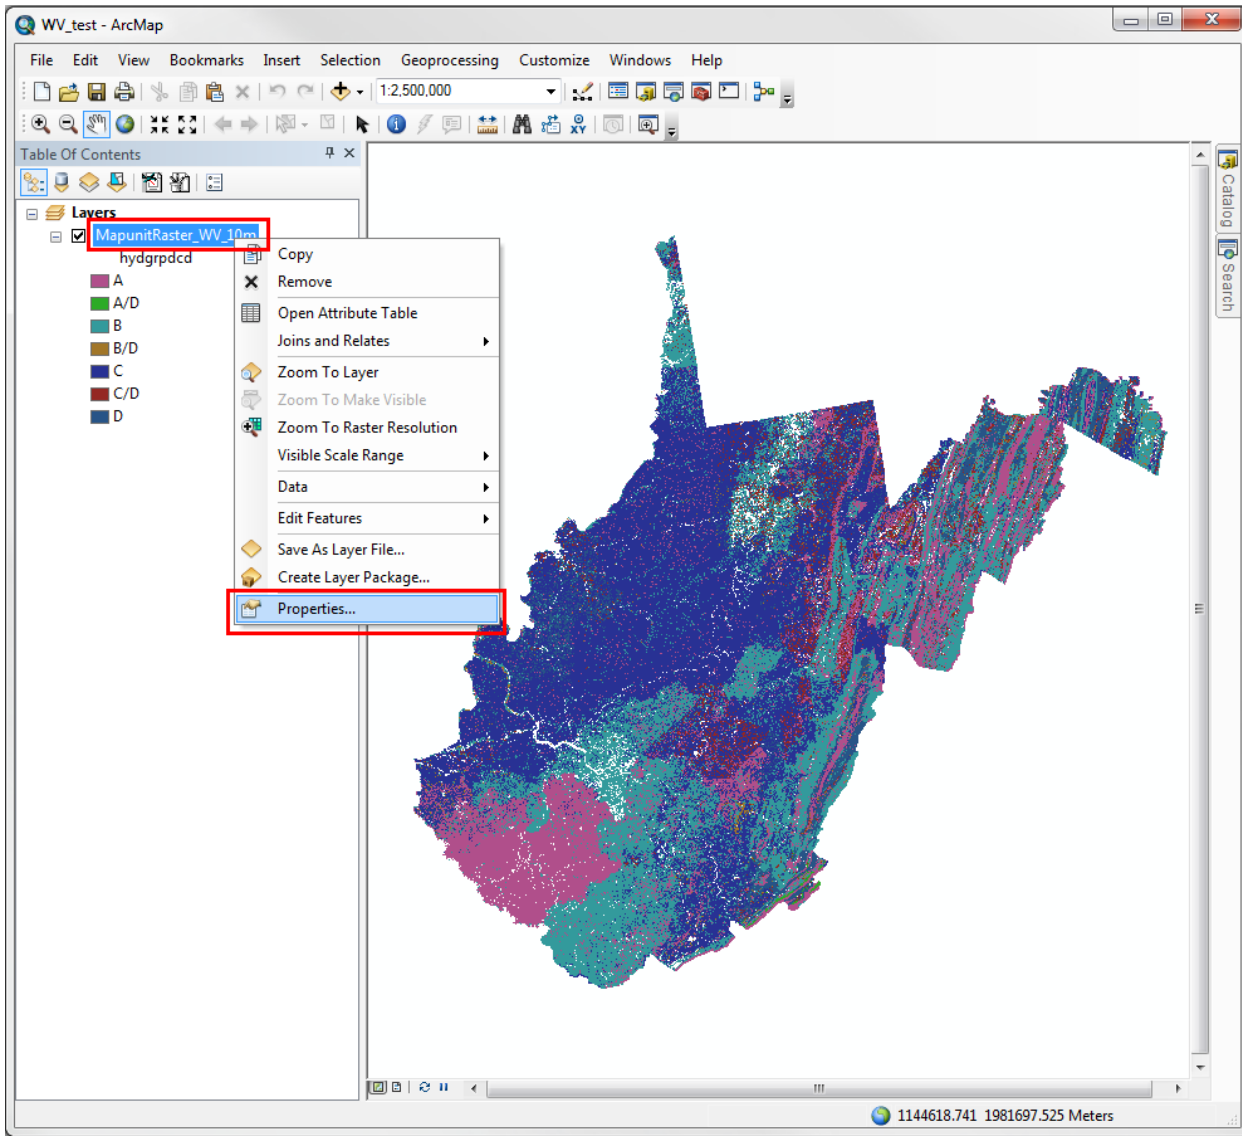 WV_test - ArcMap
File Edit View Bookmarks Insert Selection Geoprocessing Customize Windows Help
1:2,500,000
XY
Table Of Contents
Layers
MapunitRaster_WV_10m
hydgrpdcd
A
A/D
B
B/D
C
C/D
D
Copy
Remove
Open Attribute Table
Joins and Relates
Zoom To Layer
Zoom To Make Visible
Zoom To Raster Resolution
Visible Scale Range
Data
Edit Features
Save As Layer File...
Create Layer Package...
Properties...
Catalog
Search
1144618.741 1981697.525 Meters